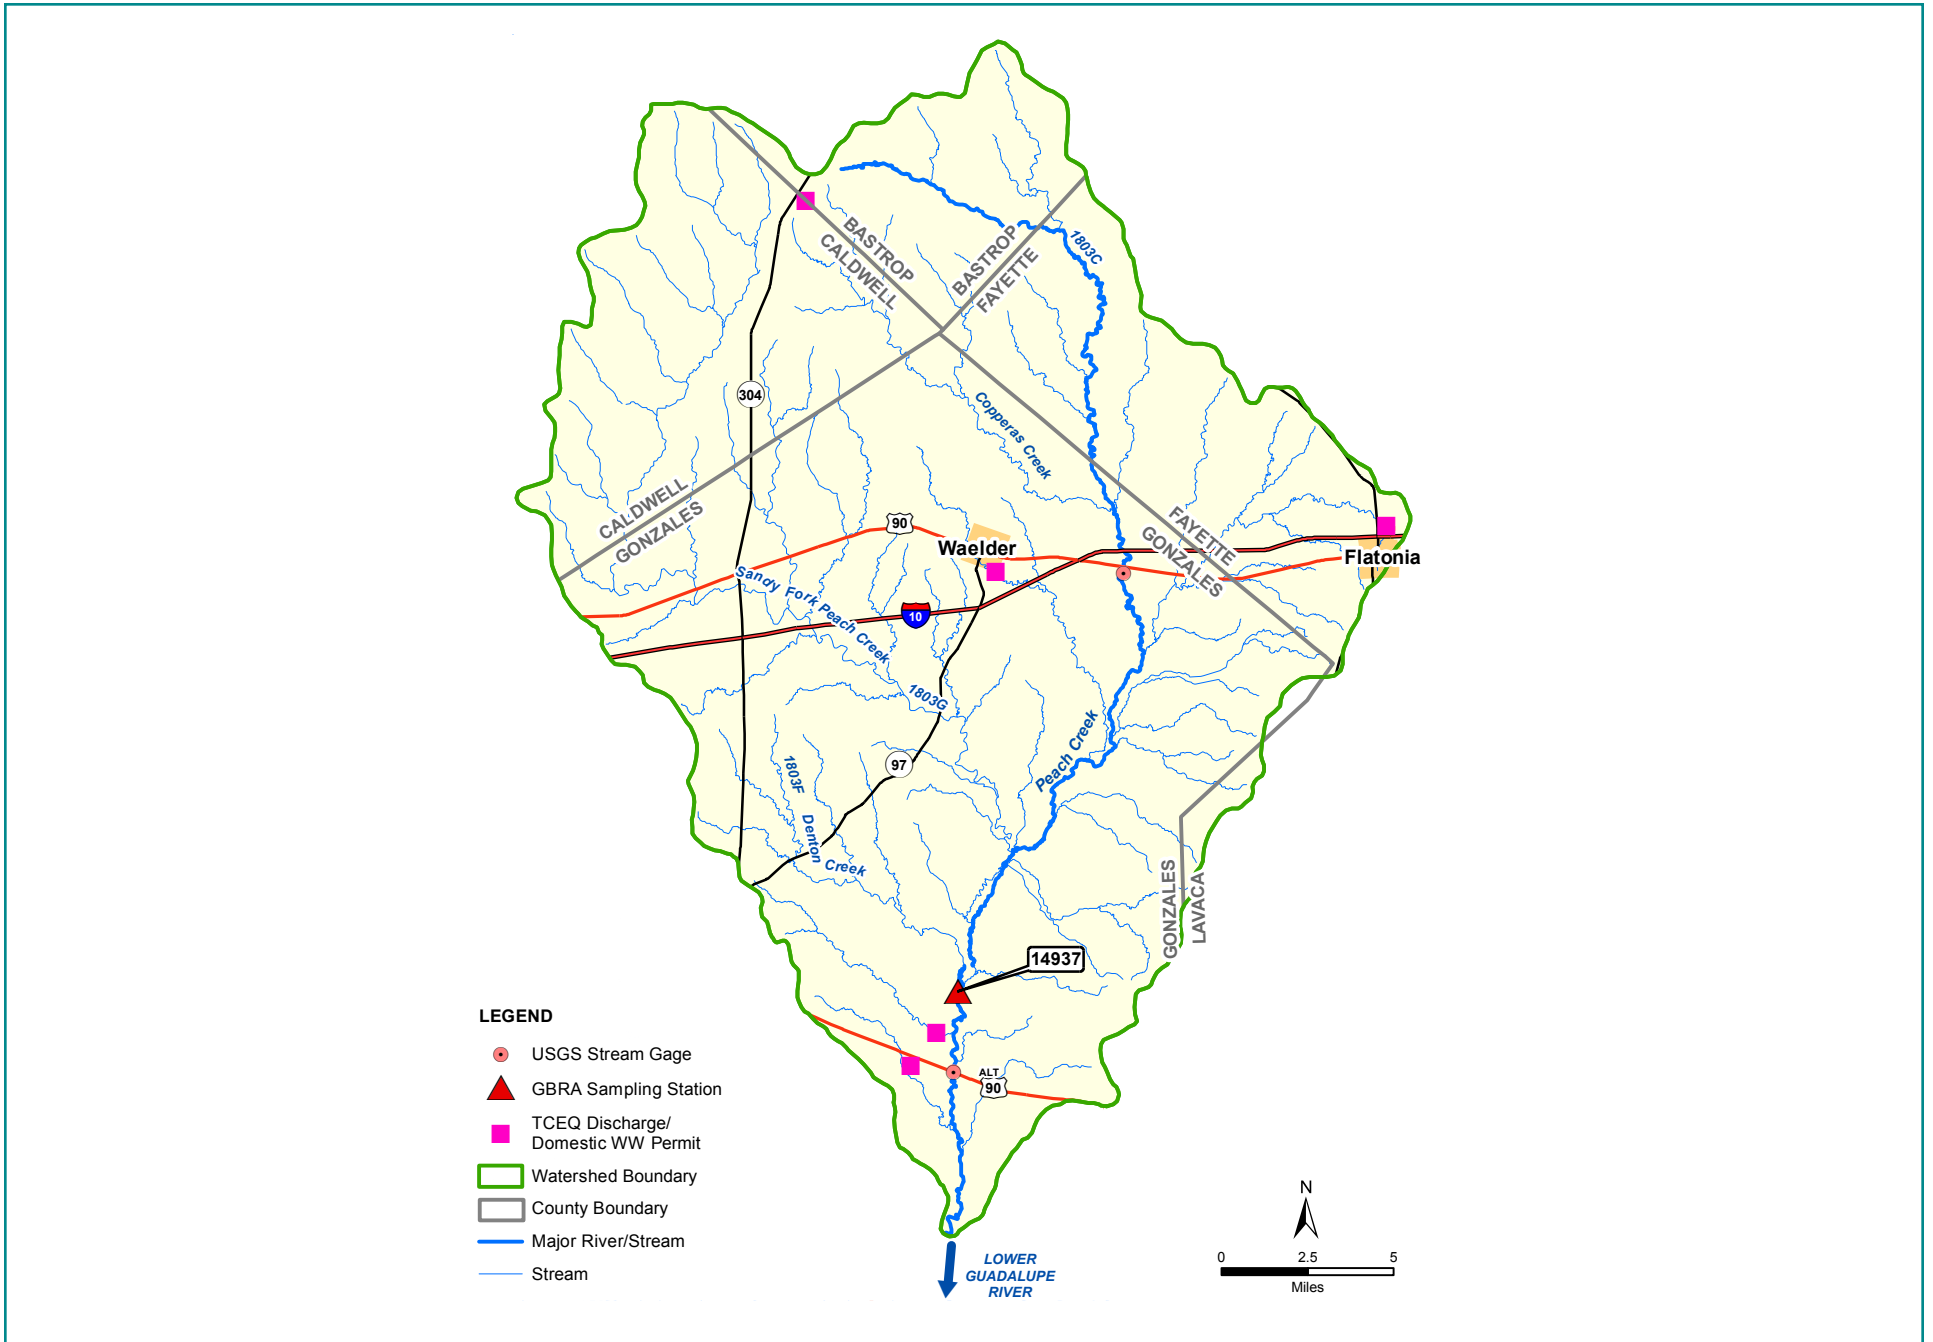 BASTROP
CALDWELL
BASTROP
FAYETTE
1803C
304
Copperas Creek
CALDWELL
GONZALES
90
Waelder
FAYETTE
GONZALES
Flatonia
Sandy Fork Peach Creek
10
1803G
Peach Creek
97
1803F
Denton Creek
GONZALES
LAVACA
14937
ALT
90
LEGEND
USGS Stream Gage
GBRA Sampling Station
TCEQ Discharge/
Domestic WW Permit
Watershed Boundary
County Boundary
Major River/Stream
Stream
LOWER
GUADALUPE
RIVER
N
0 2.5 5
Miles